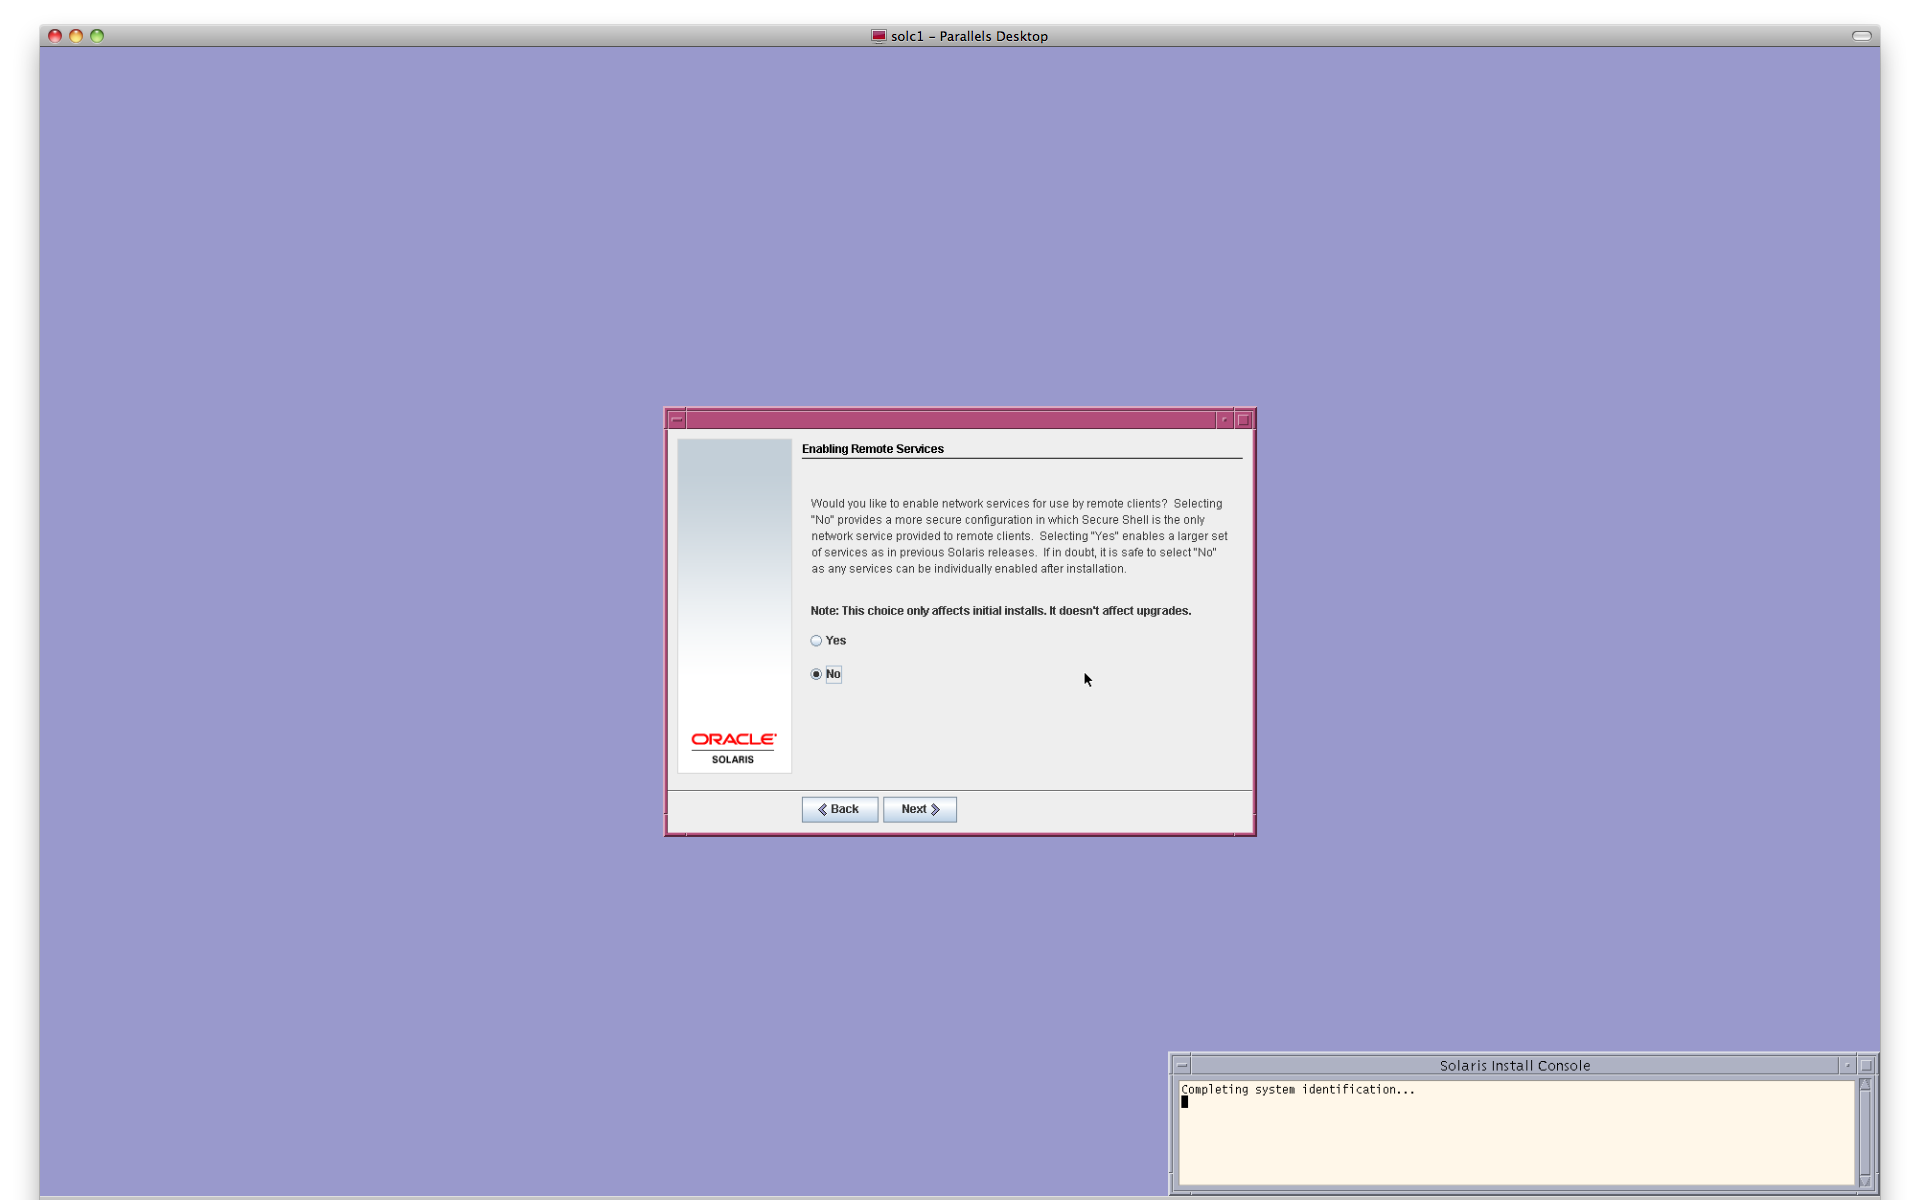 solc1 – Parallels Desktop
Enabling Remote Services
Would you like to enable network services for use by remote clients?  Selecting
"No" provides a more secure configuration in which Secure Shell is the only
network service provided to remote clients.  Selecting "Yes" enables a larger set
of services as in previous Solaris releases.  If in doubt, it is safe to select "No"
as any services can be individually enabled after installation.
Note: This choice only affects initial installs. It doesn't affect upgrades.
Yes
No
ORACLE
SOLARIS
Back
Next
Solaris Install Console
Completing system identification...